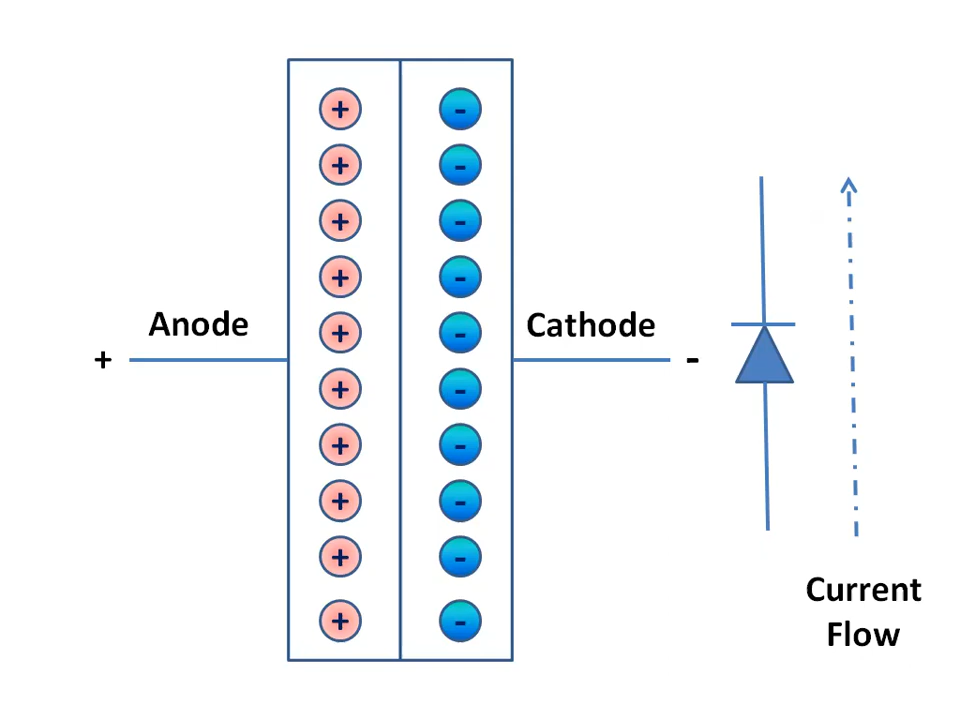 + - 
+ -
+ -
+ -
Anode + - Cathode
+ + - -
+ -
+ -
+ -
+ -
+ -
Current
Flow